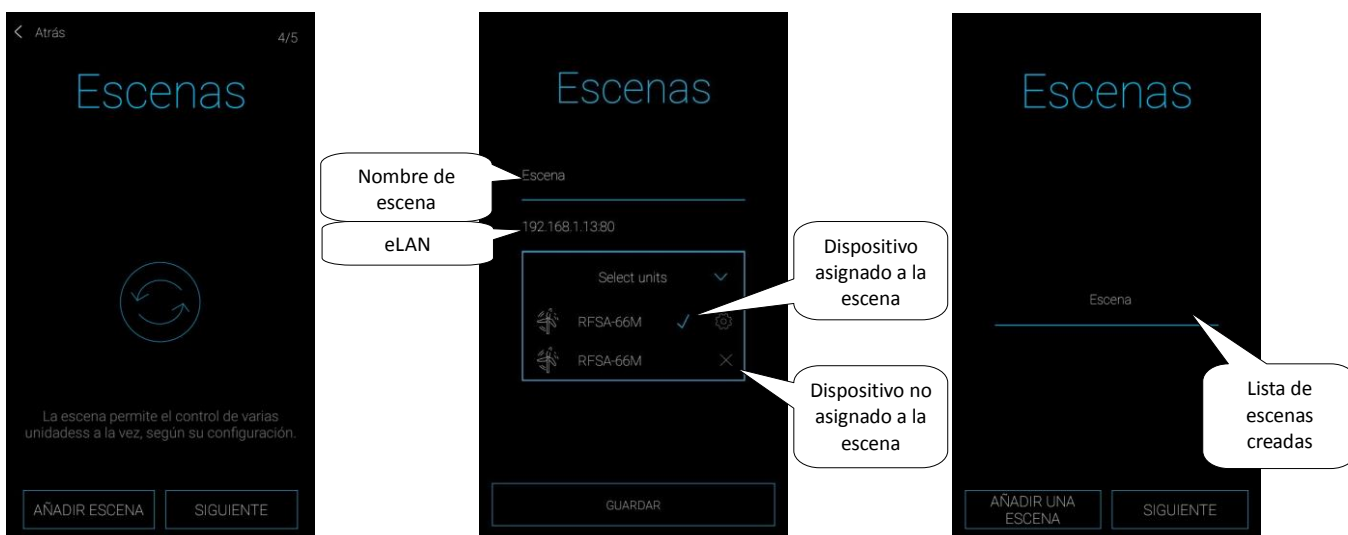 Atrás
4/5
Escenas
La escena permite el control de varias
unidadess a la vez, según su configuración.
AÑADIR ESCENA
SIGUIENTE
Escenas
Nombre de
escena
Escena
eLAN
192.168.1.13:80
Select units
RFSA-66M
RFSA-66M
Dispositivo
asignado a la
escena
Dispositivo no
asignado a la
escena
GUARDAR
Escenas
Escena
Lista de
escenas
creadas
AÑADIR UNA
ESCENA
SIGUIENTE